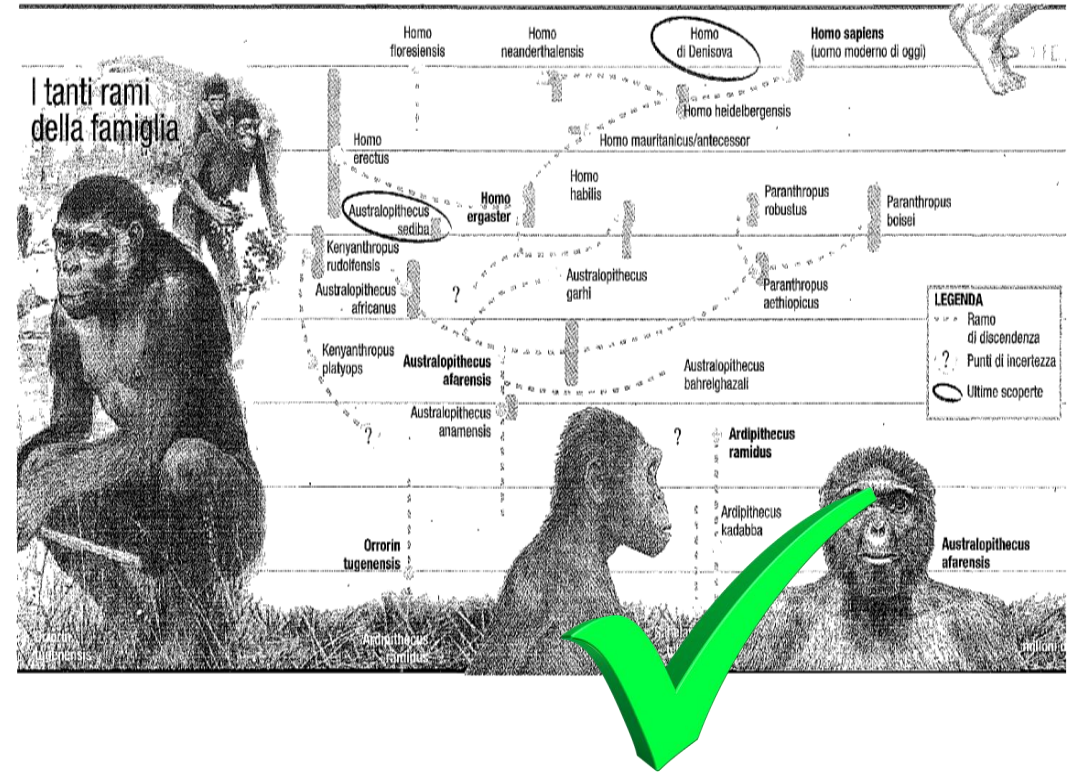 I tanti rami
della famiglia
Homo
floresiensis
Homo
neanderthalensis
Homo
di Denisova
Homo sapiens
(uomo moderno di oggi)
Homo heidelbergensis
Homo mauritanicus/antecessor
Homo
erectus
Homo
habilis
Homo
ergaster
Australopithecus
sediba
Paranthropus
robustus
Paranthropus
boisei
Kenyanthropus
rudolfensis
Australopithecus
africanus
?
Australopithecus
garhi
Paranthropus
aethiopicus
LEGENDA
Ramo
di discendenza
? Punti di incertezza
Ultime scoperte
Kenyanthropus
platyops
Australopithecus
afarensis
Australopithecus
bahrelghazali
Australopithecus
anamensis
?
?
Ardipithecus
ramidus
Ardipithecus
kadabba
Orrorin
tugenensis
Australopithecus
afarensis
Orrorin
tugenensis
Ardipithecus
ramidus